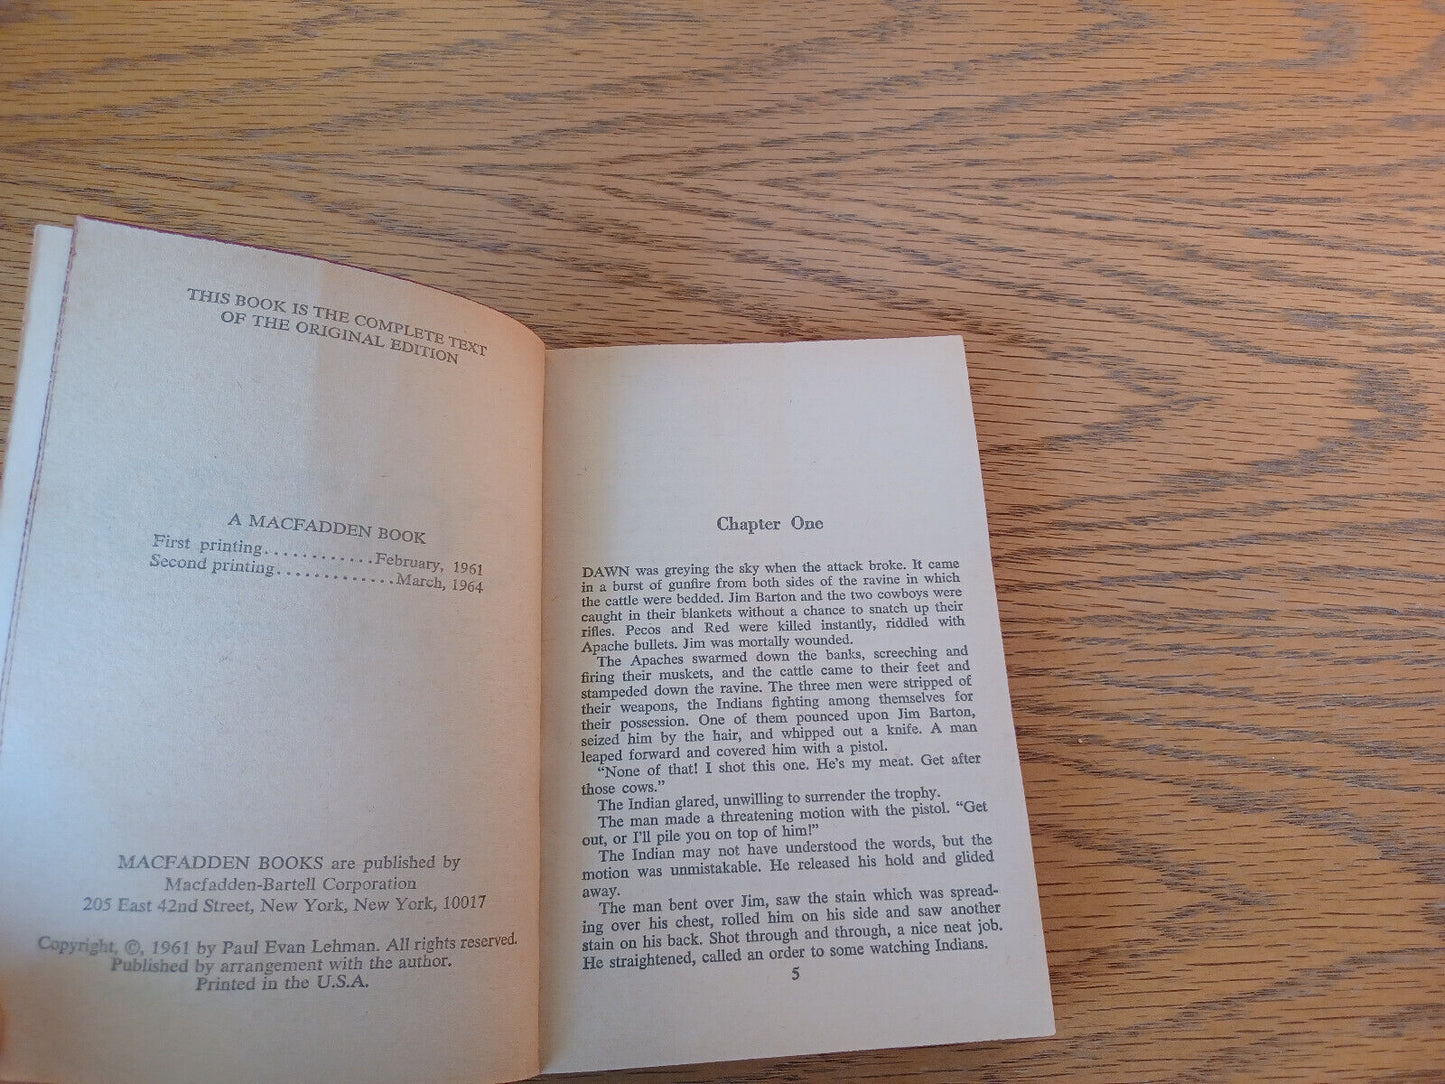 THIS BOOK IS THE COMPLETE TEXT
OF THE ORIGINAL EDITION
A MACFADDEN BOOK
First printing............February, 1961
Second printing.............March, 1964
MACFADDEN BOOKS are published by
Macfadden-Bartell Corporation
205 East 42nd Street, New York, New York, 10017
Copyright, ©, 1961 by Paul Evan Lehman. All rights reserved.
Published by arrangement with the author.
Printed in the U.S.A.
Chapter One
DAWN was greying the sky when the attack broke. It came
in a burst of gunfire from both sides of the ravine in which
the cattle were bedded. Jim Barton and the two cowboys were
caught in their blankets without a chance to snatch up their
rifles. Pecos and Red were killed instantly, riddled with
Apache bullets. Jim was mortally wounded.
The Apaches swarmed down the banks, screeching and
firing their muskets, and the cattle came to their feet and
stampeded down the ravine. The three men were stripped of
their weapons, the Indians fighting among themselves for
their possession. One of them pounced upon Jim Barton,
seized him by the hair, and whipped out a knife. A man
leaped forward and covered him with a pistol.
“None of that! I shot this one. He’s my meat. Get after
those cows.”
The Indian glared, unwilling to surrender the trophy.
The man made a threatening motion with the pistol. “Get
out, or I’ll pile you on top of him!”
The Indian may not have understood the words, but the
motion was unmistakable. He released his hold and glided
away.
The man bent over Jim, saw the stain which was spread-
ing over his chest, rolled him on his side and saw another
stain on his back. Shot through and through, a nice neat job.
He straightened, called an order to some watching Indians.
5